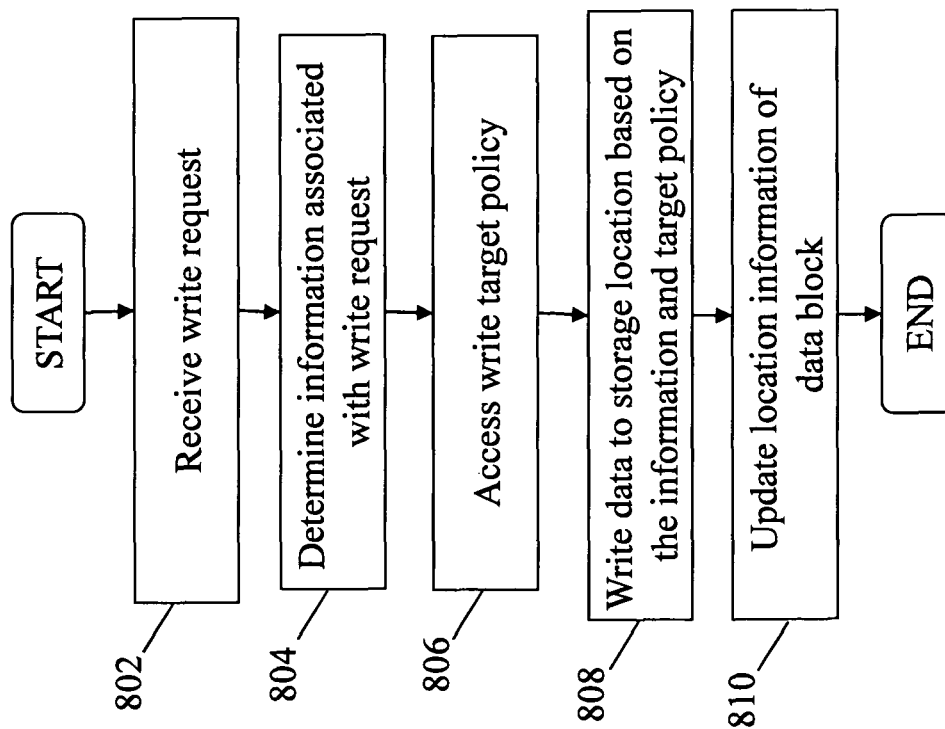 START
802
Receive write request
804
Determine information associated
with write request
806
Access write target policy
808
Write data to storage location based on
the information and target policy
810
Update location information of
data block
END